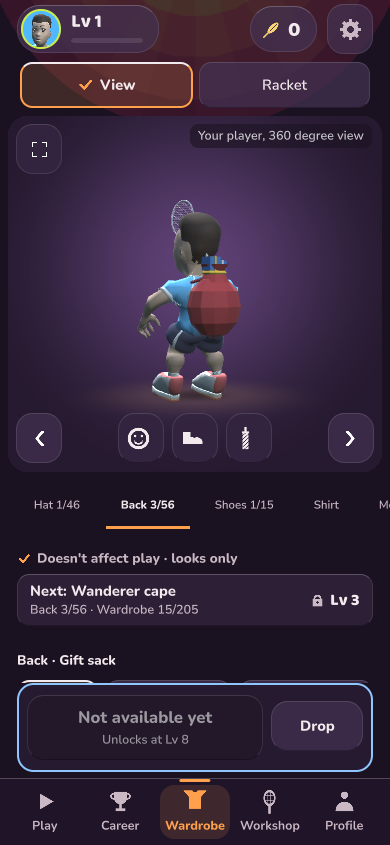 Lv 1
0
View
Racket
Your player, 360 degree view
Hat 1/46
Back 3/56
Shoes 1/15
Shirt
Doesn't affect play - looks only
Next: Wanderer cape
Back 3/56 · Wardrobe 15/205
Lv 3
Back · Gift sack
Not available yet
Unlocks at Lv 8
Drop
Play
Career
Wardrobe
Workshop
Profile